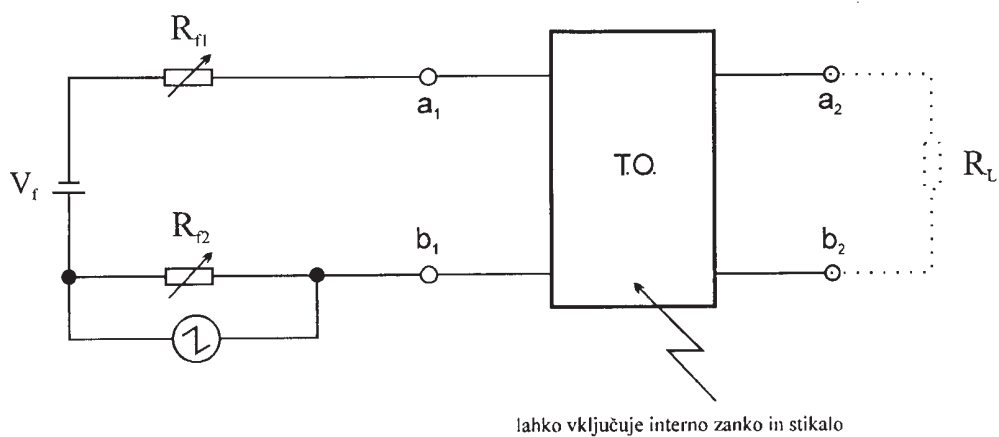 R_f1
a_1
a_2
T.O.
R_L
V_f
R_f2
b_1
b_2
lahko vključuje interno zanko in stikalo